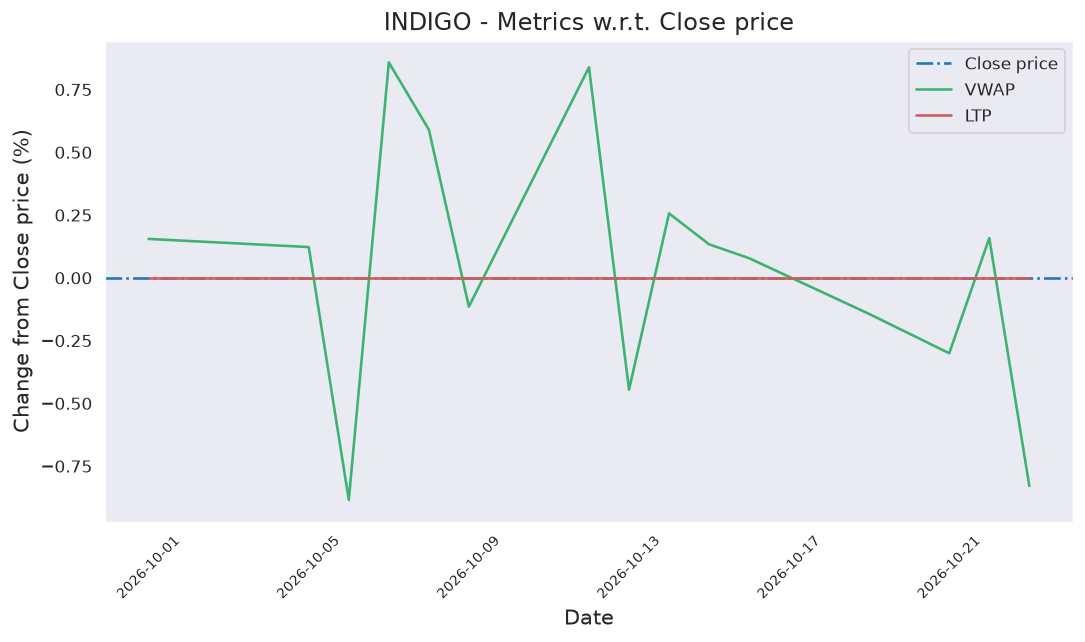 INDIGO - Metrics w.r.t. Close price
Close price
VWAP
LTP
Change from Close price (%)
0.75
0.50
0.25
0.00
−0.25
−0.50
−0.75
2026-10-01
2026-10-05
2026-10-09
2026-10-13
2026-10-17
2026-10-21
Date